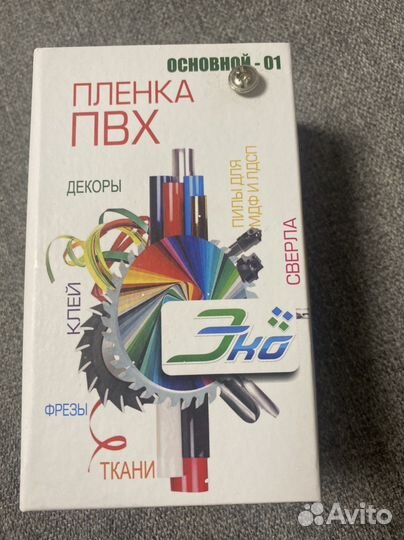 ОСНОВНОЙ - 01
ПЛЕНКА
ПВХ
ДЕКОРЫ
ПИЛЫ ДЛЯ
МДФ И ЛДСП
СВЕРЛА
КЛЕЙ
Эко
ФРЕЗЫ
ТКАНИ
Avito